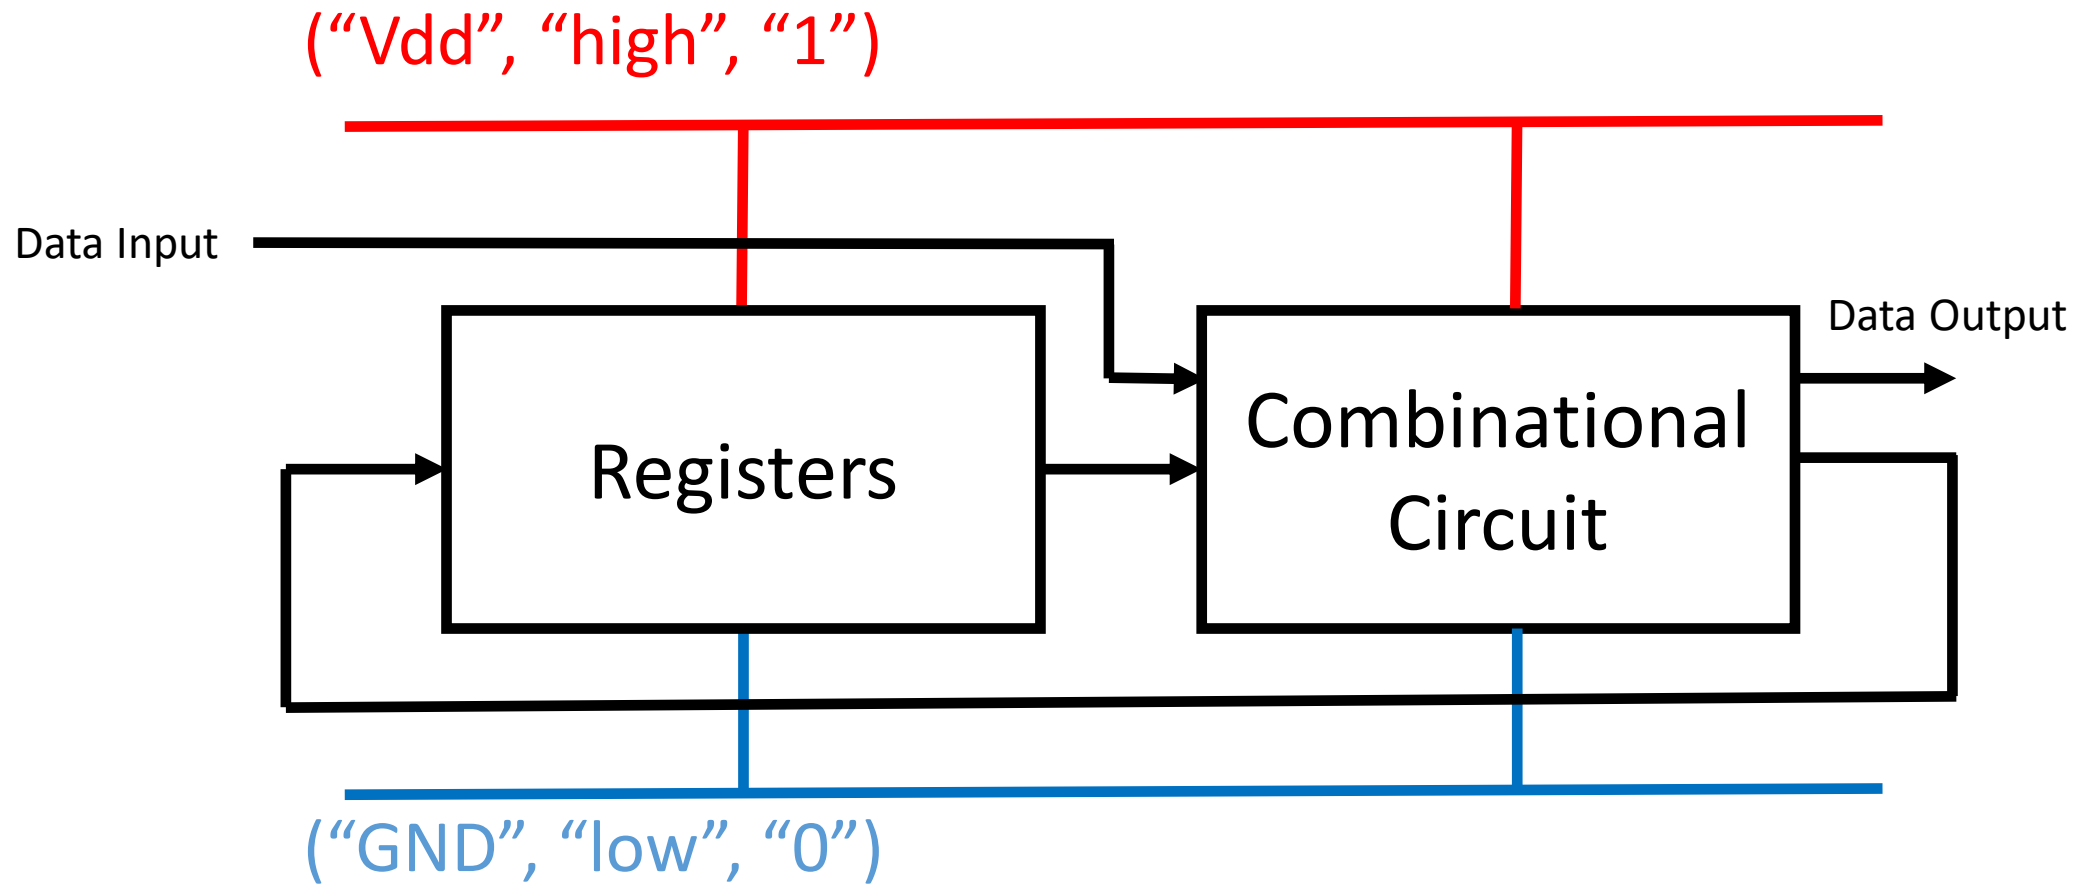 (“Vdd”, “high”, “1”)
Data Input
Data Output
Registers
Combinational
Circuit
(“GND”, “low”, “0”)